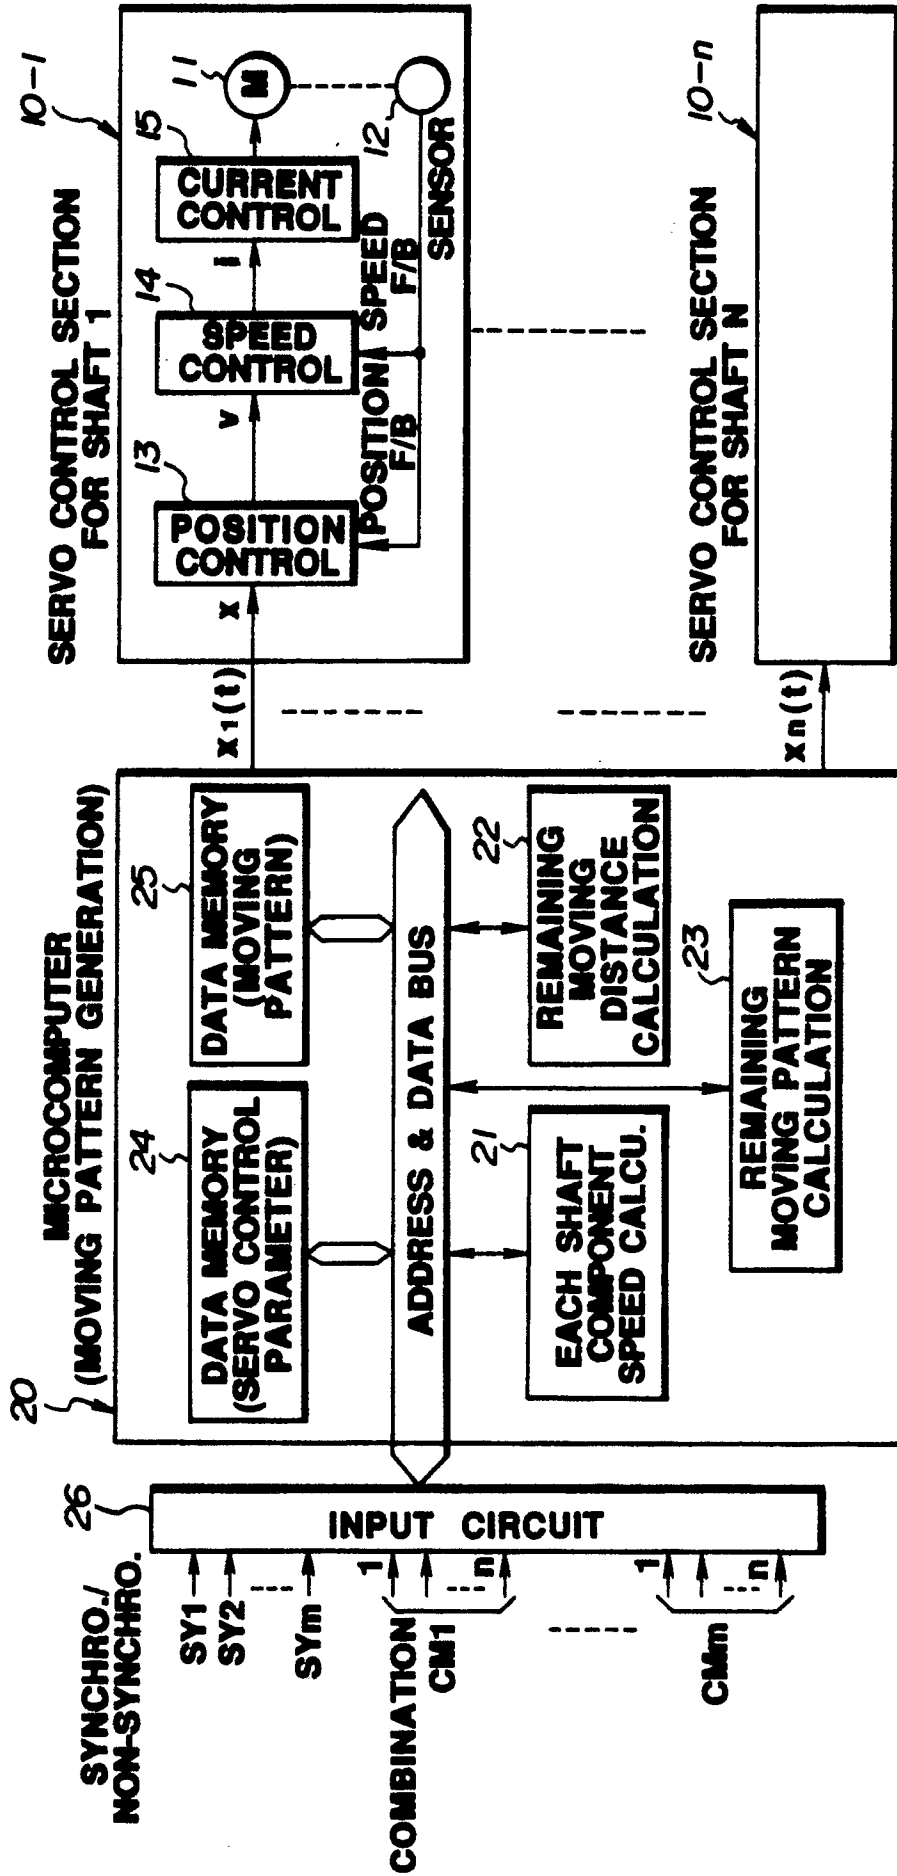 SYNCHRO./
NON-SYNCHRO.
SY1
SY2
SYm
COMBINATION
CM1
1
n
CMm
1
n
26
INPUT CIRCUIT
20
MICROCOMPUTER
(MOVING PATTERN GENERATION)
24
DATA MEMORY
(SERVO CONTROL
PARAMETER)
25
DATA MEMORY
(MOVING
PATTERN)
ADDRESS & DATA BUS
21
EACH SHAFT
COMPONENT
SPEED CALCU.
22
REMAINING
MOVING
DISTANCE
CALCULATION
23
REMAINING
MOVING PATTERN
CALCULATION
X1(t)
Xn(t)
SERVO CONTROL SECTION
FOR SHAFT 1
10-1
x
13
POSITION
CONTROL
v
14
SPEED
CONTROL
i
15
CURRENT
CONTROL
11
M
POSITION
F/B
SPEED
F/B
12
SENSOR
SERVO CONTROL SECTION
FOR SHAFT N
10-n